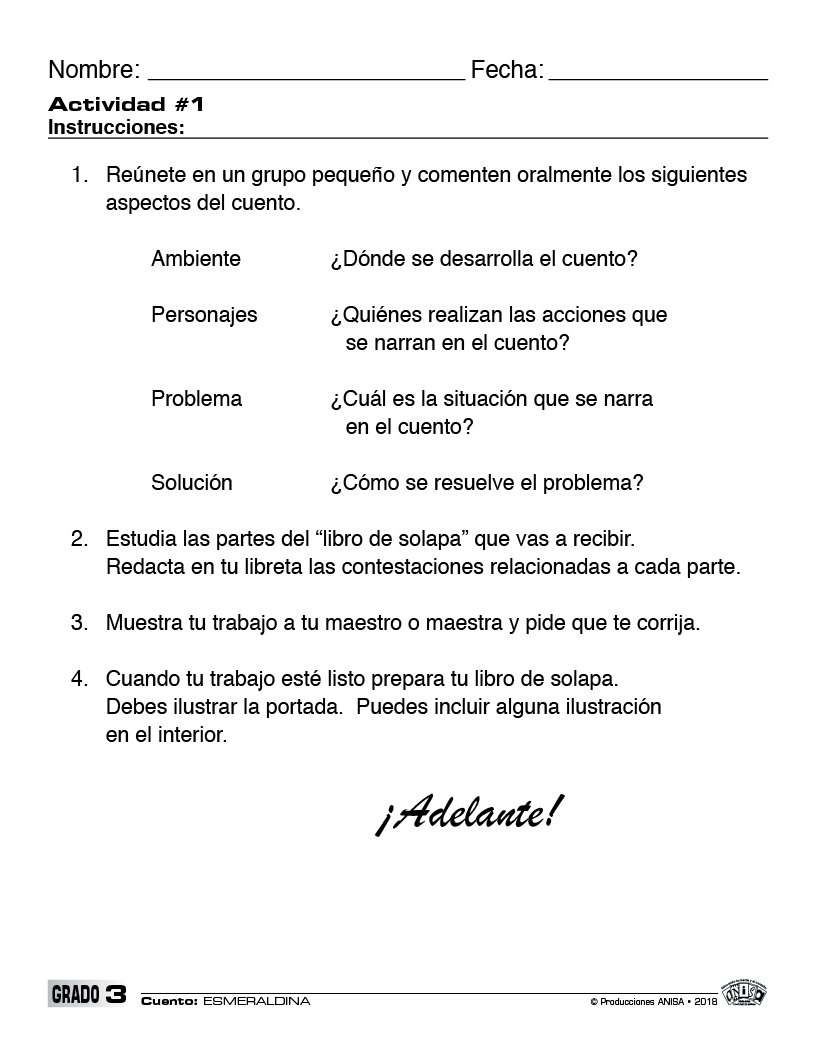 Nombre: ______________________ Fecha: ________________
Actividad #1
Instrucciones:
1. Reúnete en un grupo pequeño y comenten oralmente los siguientes
aspectos del cuento.
Ambiente ¿Dónde se desarrolla el cuento?
Personajes ¿Quiénes realizan las acciones que
se narran en el cuento?
Problema ¿Cuál es la situación que se narra
en el cuento?
Solución ¿Cómo se resuelve el problema?
2. Estudia las partes del “libro de solapa” que vas a recibir.
Redacta en tu libreta las contestaciones relacionadas a cada parte.
3. Muestra tu trabajo a tu maestro o maestra y pide que te corrija.
4. Cuando tu trabajo esté listo prepara tu libro de solapa.
Debes ilustrar la portada. Puedes incluir alguna ilustración
en el interior.
¡Adelante!
GRADO 3 Cuento: ESMERALDINA © Producciones ANISA • 2018 ANISA